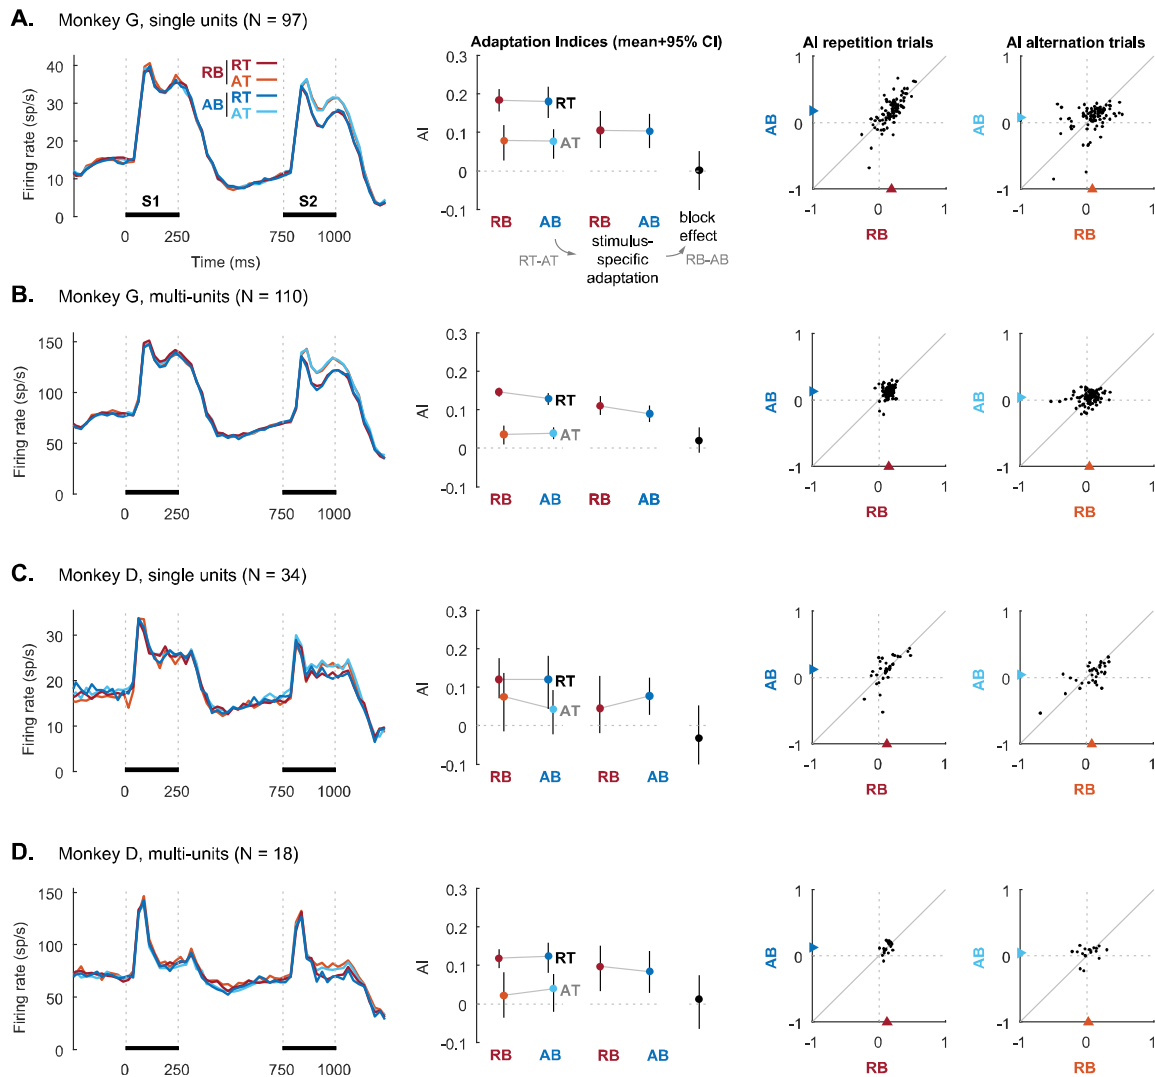 A. Monkey G, single units (N = 97)
Firing rate (sp/s)
40
30
20
10
0
RB RT
AT
AB RT
AT
S1 S2
0 250 750 1000
Time (ms)
Adaptation Indices (mean+95% CI)
AI
0.3
0.2
0.1
0
-0.1
RT
AT
RB AB RB AB
block
effect
RT-AT
stimulus-
specific
adaptation
RB-AB
AI repetition trials
AB
1
0
-1
-1 0 1
RB
AI alternation trials
AB
1
0
-1
-1 0 1
RB
B. Monkey G, multi-units (N = 110)
Firing rate (sp/s)
150
100
50
0
0 250 750 1000
AI
0.3
0.2
0.1
0
-0.1
RT
AT
RB AB RB AB
AB
1
0
-1
-1 0 1
RB
AB
1
0
-1
-1 0 1
RB
C. Monkey D, single units (N = 34)
Firing rate (sp/s)
30
20
10
0
0 250 750 1000
AI
0.3
0.2
0.1
0
-0.1
RT
AT
RB AB RB AB
AB
1
0
-1
-1 0 1
RB
AB
1
0
-1
-1 0 1
RB
D. Monkey D, multi-units (N = 18)
Firing rate (sp/s)
150
100
50
0
0 250 750 1000
AI
0.3
0.2
0.1
0
-0.1
RT
AT
RB AB RB AB
AB
1
0
-1
-1 0 1
RB
AB
1
0
-1
-1 0 1
RB